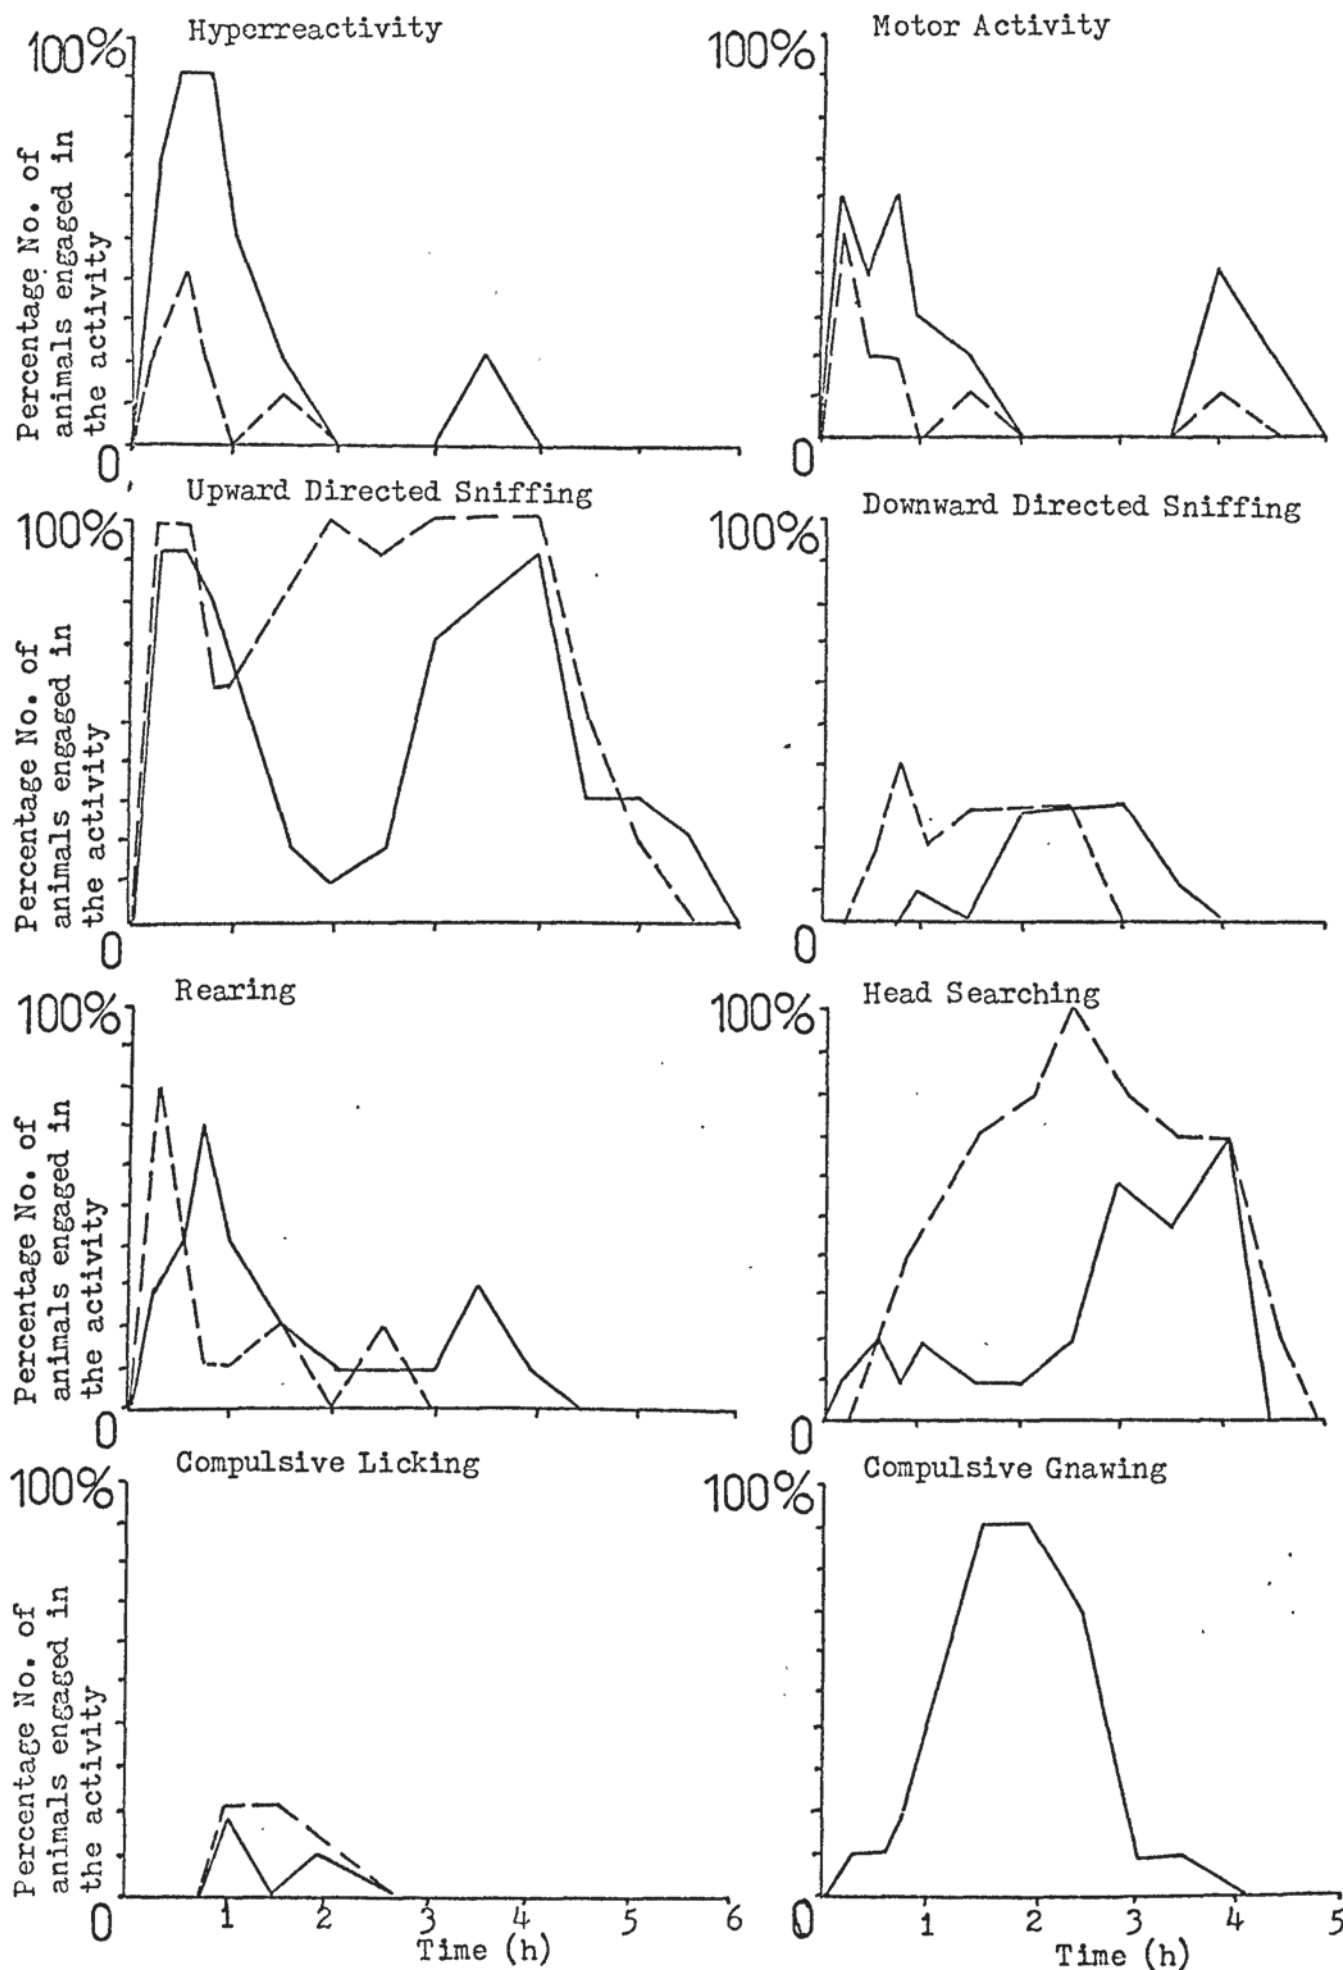 Hyperreactivity
100%
Percentage No. of
animals engaged in
the activity
0
Motor Activity
100%
0
Upward Directed Sniffing
100%
Percentage No. of
animals engaged in
the activity
0
Downward Directed Sniffing
100%
0
Rearing
100%
Percentage No. of
animals engaged in
the activity
0
Head Searching
100%
0
Compulsive Licking
100%
Percentage No. of
animals engaged in
the activity
0 1 2 3 4 5 6
Time (h)
Compulsive Gnawing
100%
0 1 2 3 4 5
Time (h)